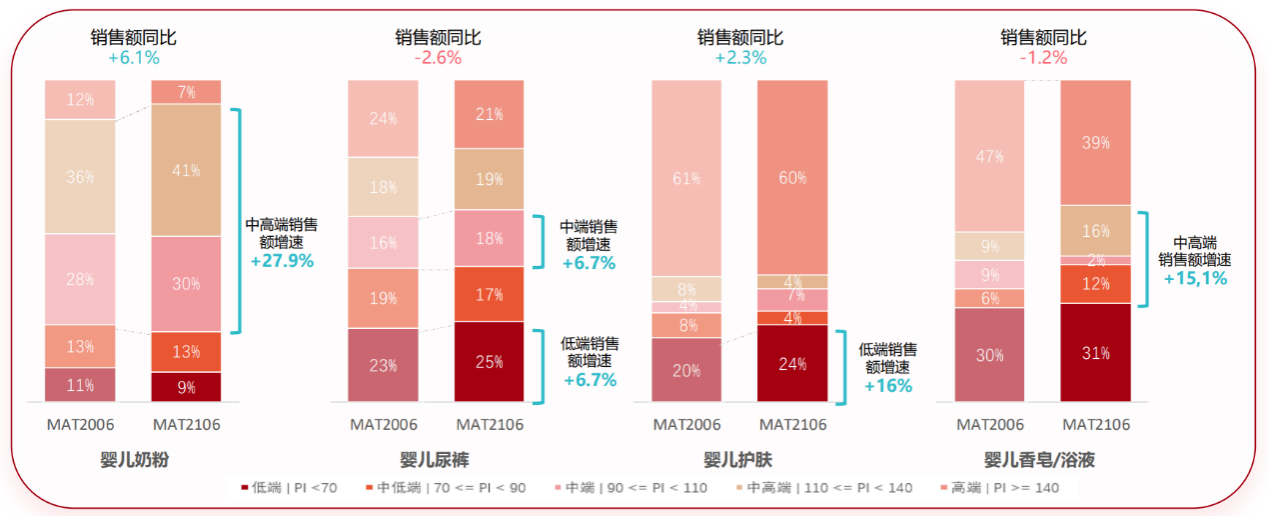 销售额同比
+6.1%
12%
36%
28%
13%
11%
7%
41%
30%
13%
9%
中高端销售
额增速
+27.9%
MAT2006
MAT2106
婴儿奶粉
销售额同比
-2.6%
24%
18%
16%
19%
23%
21%
19%
18%
17%
25%
中端销售
额增速
+6.7%
低端销售
额增速
+6.7%
MAT2006
MAT2106
婴儿尿裤
销售额同比
+2.3%
61%
8%
4%
8%
20%
60%
4%
7%
4%
24%
低端销售
额增速
+16%
MAT2006
MAT2106
婴儿护肤
销售额同比
-1.2%
47%
9%
9%
6%
30%
39%
16%
2%
12%
31%
中高端
销售额增速
+15,1%
MAT2006
MAT2106
婴儿香皂/浴液
低端 | PI <70
中低端 | 70 <= PI < 90
中端 | 90 <= PI < 110
中高端 | 110 <= PI < 140
高端 | PI >= 140